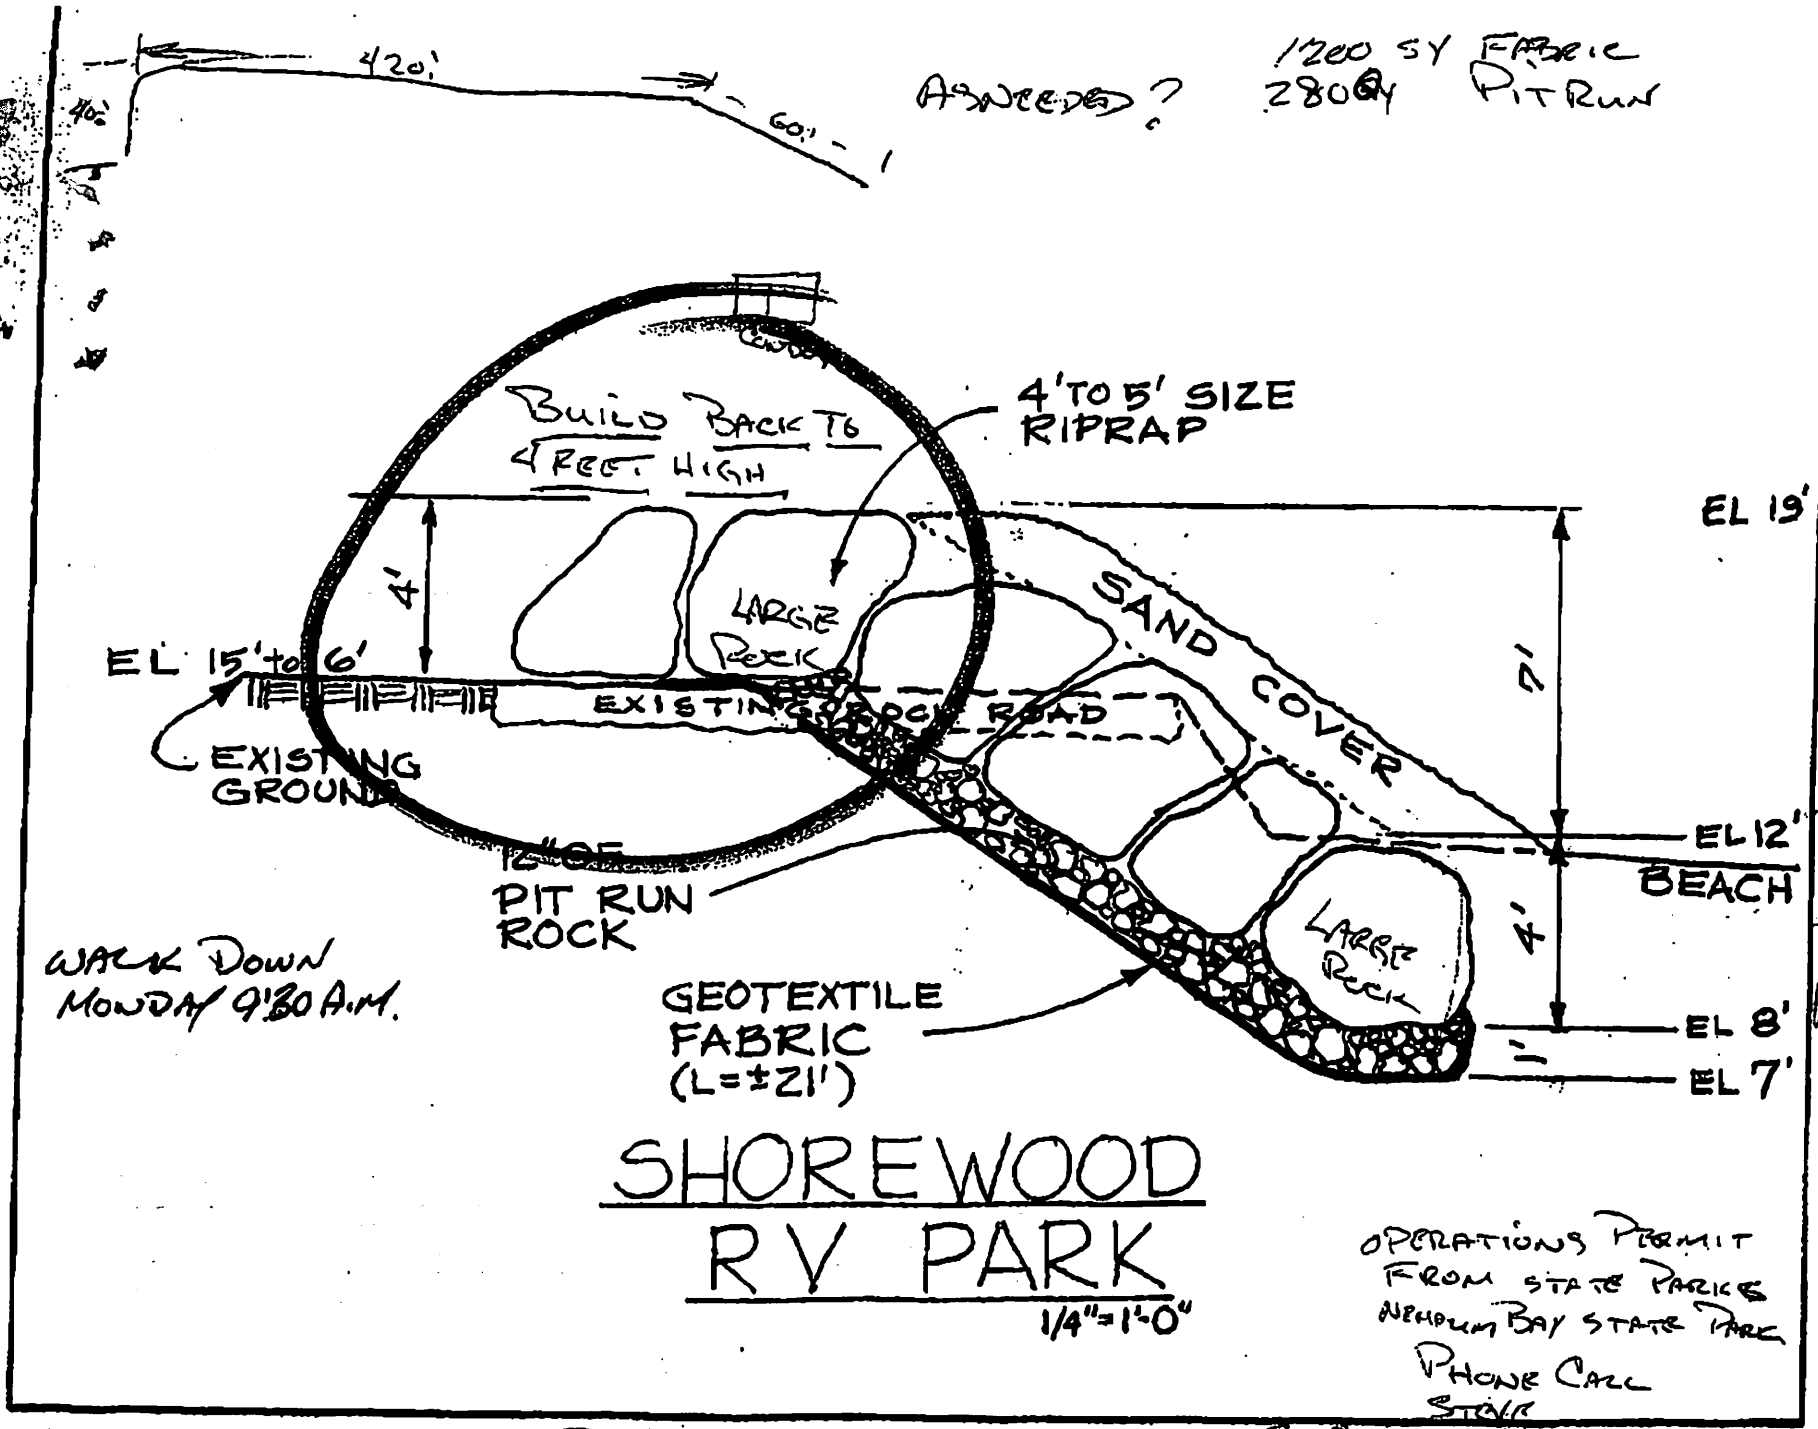 420'
40'
60'
AS NEEDED?
1200 SY FABRIC
280 CY PIT RUN
BUILD BACK TO
4 FEET HIGH
4' TO 5' SIZE
RIPRAP
EL 19'
4'
LARGE
ROCK
SAND COVER
7'
EL 15' to 16'
EXISTING ROCK ROAD
EXISTING
GROUND
EL 12'
BEACH
12" OF
PIT RUN
ROCK
4'
LARGE
ROCK
WALK DOWN
MONDAY 9:30 A.M.
GEOTEXTILE
FABRIC
(L=±21')
EL 8'
1'
EL 7'
SHOREWOOD
RV PARK
1/4"=1'-0"
OPERATIONS PERMIT
FROM STATE PARKS
NEHALEM BAY STATE PARK
PHONE CALL
STEVE